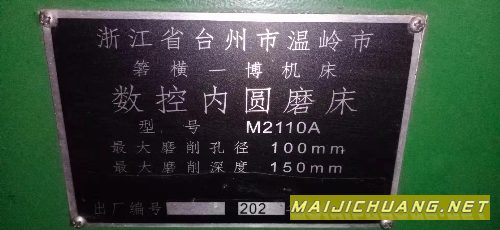 浙江省台州市温岭市
箬横一博机床
数控内圆磨床
型号 M2110A
最大磨削孔径 100mm
最大磨削深度 150mm
出厂编号 202
MAIJICHUANG.NET